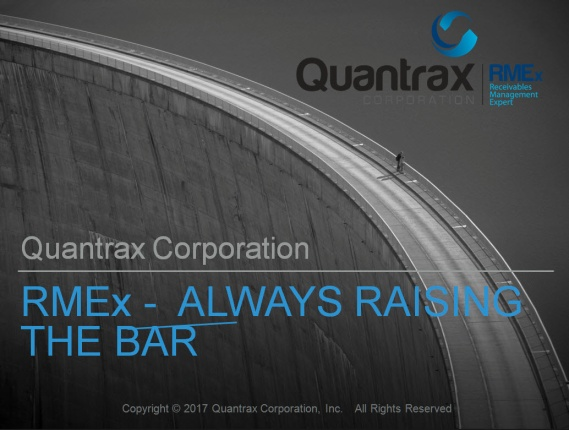 Quantrax
CORPORATION
RMEx
Receivables
Management
Expert
Quantrax Corporation
RMEx - ALWAYS RAISING
THE BAR
Copyright © 2017 Quantrax Corporation, Inc. All Rights Reserved